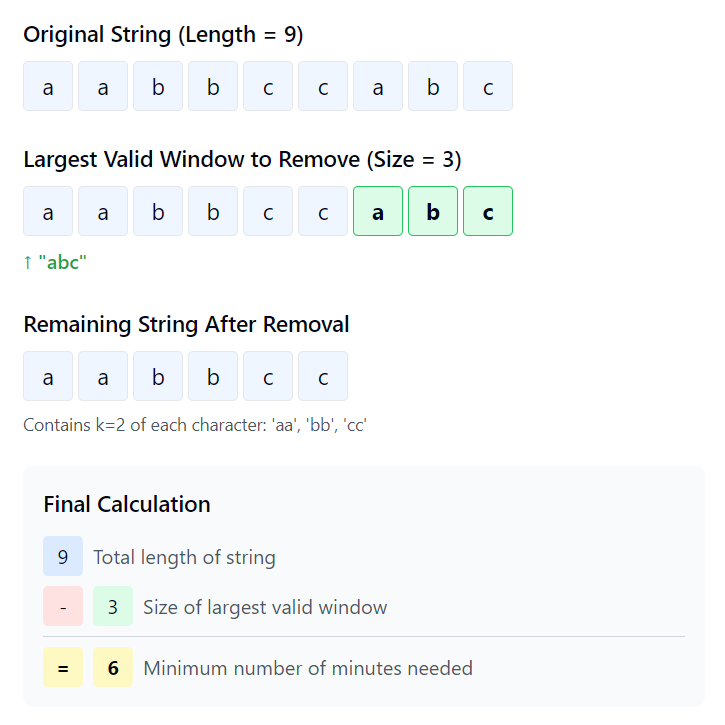 Original String (Length = 9)
a a b b c c a b c
Largest Valid Window to Remove (Size = 3)
a a b b c c a b c
↑ "abc"
Remaining String After Removal
a a b b c c
Contains k=2 of each character: 'aa', 'bb', 'cc'
Final Calculation
9 Total length of string
- 3 Size of largest valid window
= 6 Minimum number of minutes needed